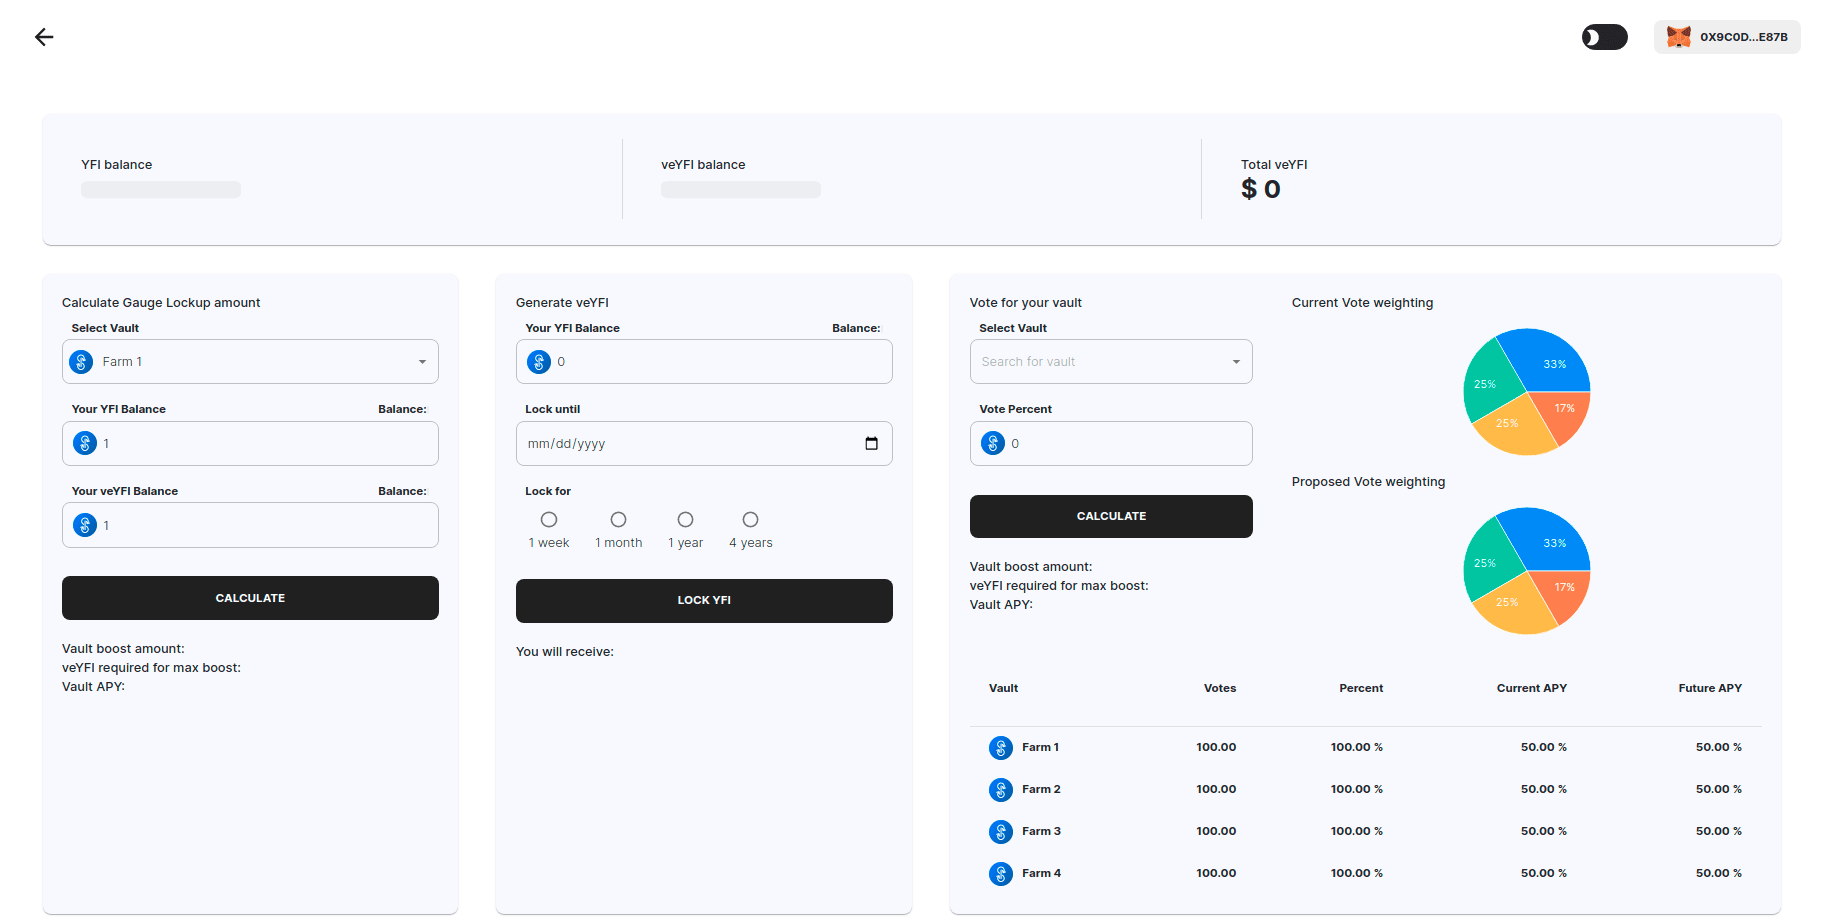 0X9C0D...E87B
YFI balance
veYFI balance
Total veYFI
$ 0
Calculate Gauge Lockup amount
Select Vault
Farm 1
Your YFI Balance Balance:
1
Your veYFI Balance Balance:
1
CALCULATE
Vault boost amount:
veYFI required for max boost:
Vault APY:
Generate veYFI
Your YFI Balance Balance:
0
Lock until
mm/dd/yyyy
Lock for
1 week 1 month 1 year 4 years
LOCK YFI
You will receive:
Vote for your vault
Select Vault
Search for vault
Vote Percent
0
CALCULATE
Vault boost amount:
veYFI required for max boost:
Vault APY:
Current Vote weighting
33%
25%
17%
25%
Proposed Vote weighting
33%
25%
17%
25%
Vault Votes Percent Current APY Future APY
Farm 1 100.00 100.00 % 50.00 % 50.00 %
Farm 2 100.00 100.00 % 50.00 % 50.00 %
Farm 3 100.00 100.00 % 50.00 % 50.00 %
Farm 4 100.00 100.00 % 50.00 % 50.00 %